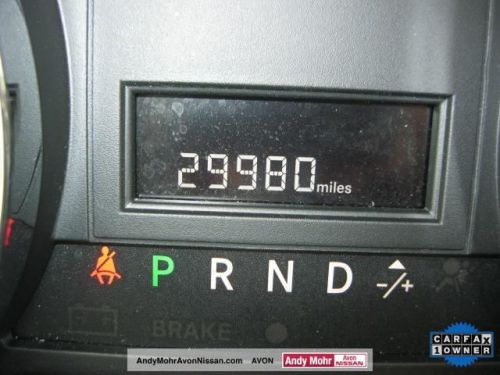 29980 miles
P R N D -/+
BRAKE
CARFAX
1 OWNER
AndyMohrAvonNissan.com AVON Andy Mohr Avon Nissan